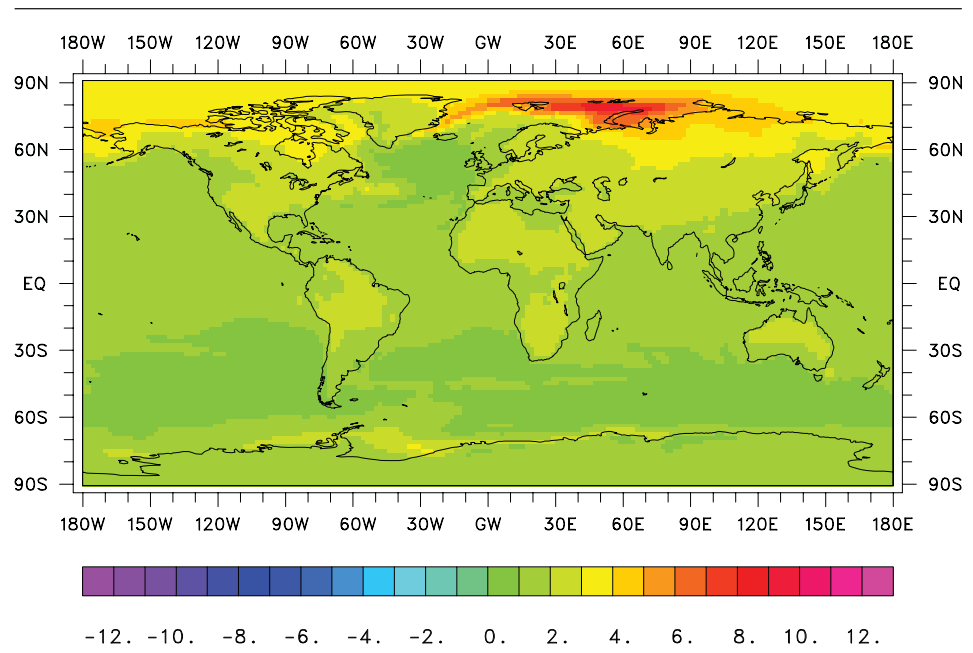 180W 150W 120W 90W 60W 30W GW 30E 60E 90E 120E 150E 180E
90N 90N
60N 60N
30N 30N
EQ EQ
30S 30S
60S 60S
90S 90S
180W 150W 120W 90W 60W 30W GW 30E 60E 90E 120E 150E 180E
-12. -10. -8. -6. -4. -2. 0. 2. 4. 6. 8. 10. 12.